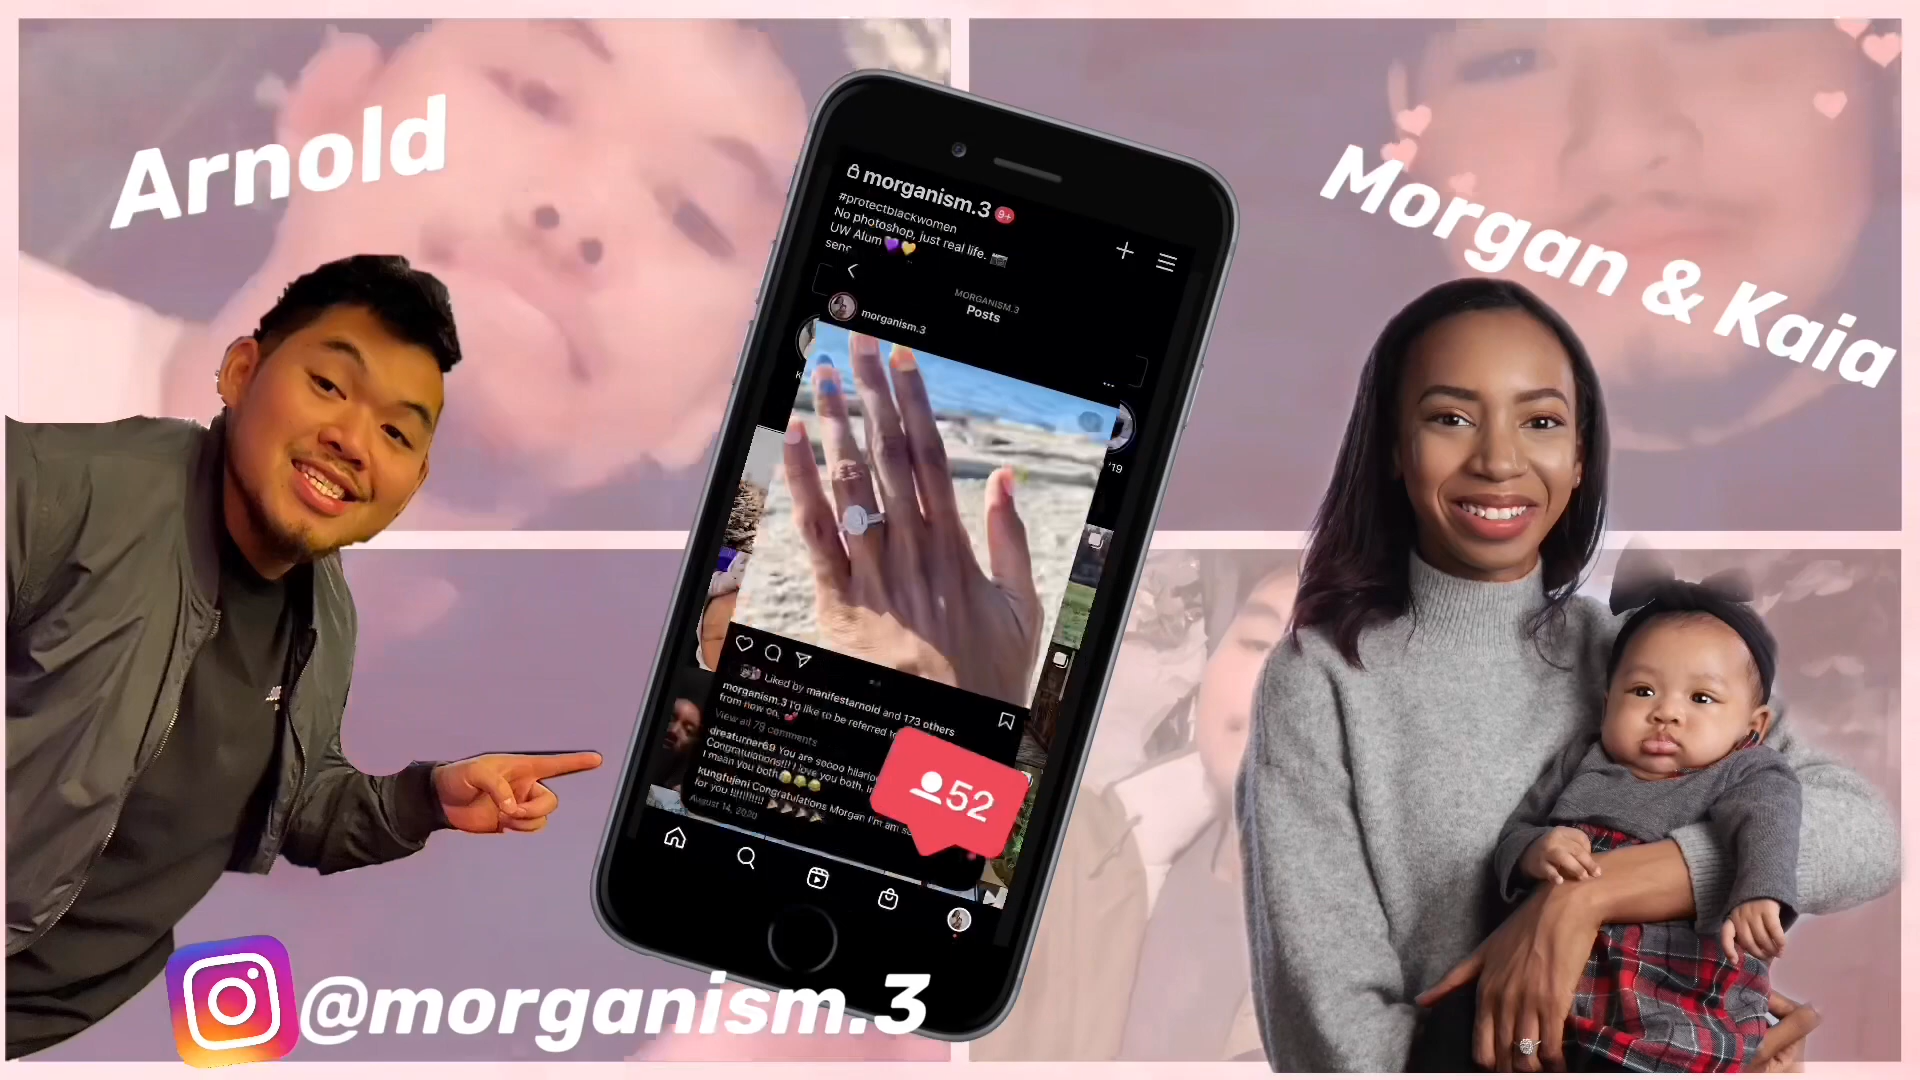 Arnold
Morgan & Kaia
morganism.3 9+
#protectblackwomen
No photoshop, just real life.
UW Alum
MORGANISM.3
Posts
morganism.3
'19
Liked by manifestarnold and 173 others
morganism.3 I'd like to be referred to
from now on.
View all 79 comments
dreaturner69 You are soooo hilario
Congratulations!!! I love you both.
I mean you both
kungfujeni Congratulations Morgan I'm am so
for you !!!!!!!!!!
August 14, 2020
52
@morganism.3